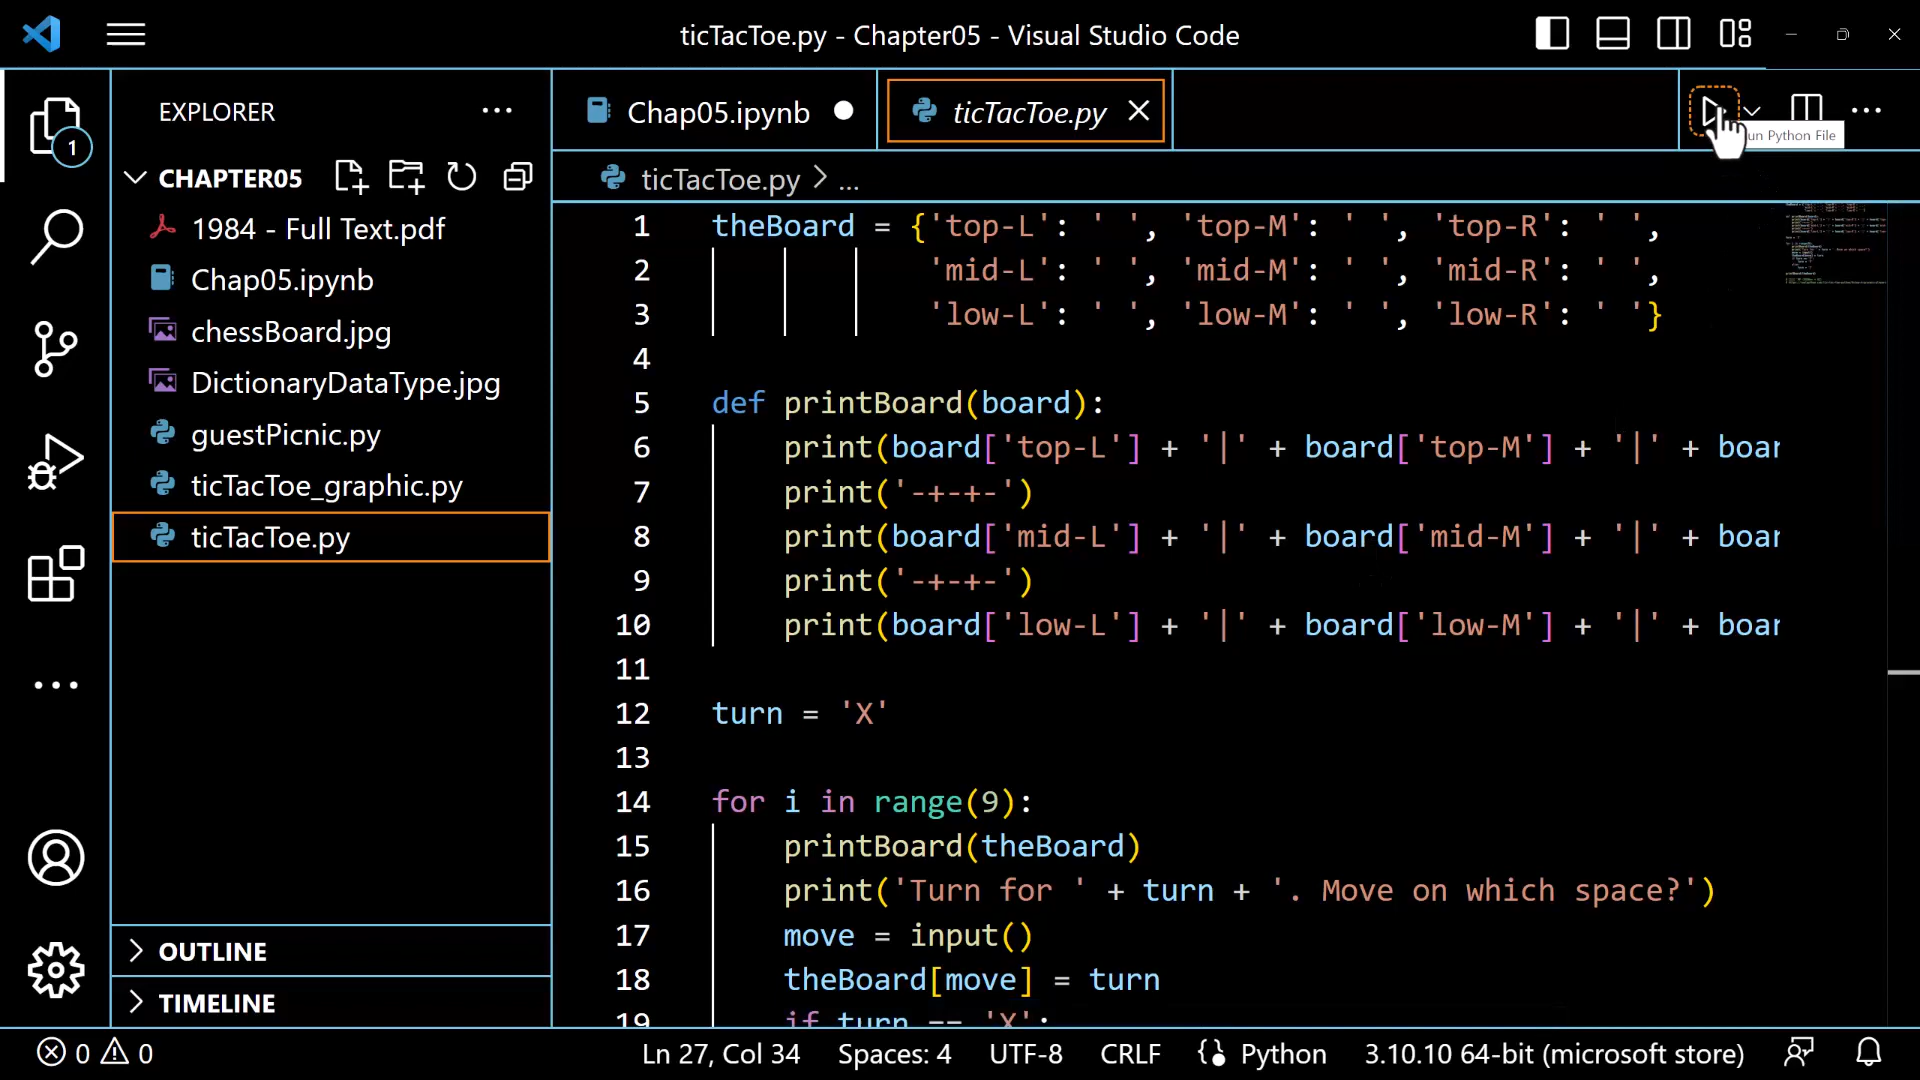 ticTacToe.py - Chapter05 - Visual Studio Code
EXPLORER
Chap05.ipynb
ticTacToe.py
un Python File
1
CHAPTER05
ticTacToe.py > ...
1984 - Full Text.pdf
Chap05.ipynb
chessBoard.jpg
DictionaryDataType.jpg
guestPicnic.py
ticTacToe_graphic.py
ticTacToe.py
OUTLINE
TIMELINE
1 theBoard = {'top-L': ' ', 'top-M': ' ', 'top-R': ' ',
2 'mid-L': ' ', 'mid-M': ' ', 'mid-R': ' ',
3 'low-L': ' ', 'low-M': ' ', 'low-R': ' '}
4
5 def printBoard(board):
6 print(board['top-L'] + '|' + board['top-M'] + '|' + boar
7 print('-+-+-')
8 print(board['mid-L'] + '|' + board['mid-M'] + '|' + boar
9 print('-+-+-')
10 print(board['low-L'] + '|' + board['low-M'] + '|' + boar
11
12 turn = 'X'
13
14 for i in range(9):
15 printBoard(theBoard)
16 print('Turn for ' + turn + '. Move on which space?')
17 move = input()
18 theBoard[move] = turn
19 if turn == 'X':
0 0 Ln 27, Col 34 Spaces: 4 UTF-8 CRLF Python 3.10.10 64-bit (microsoft store)